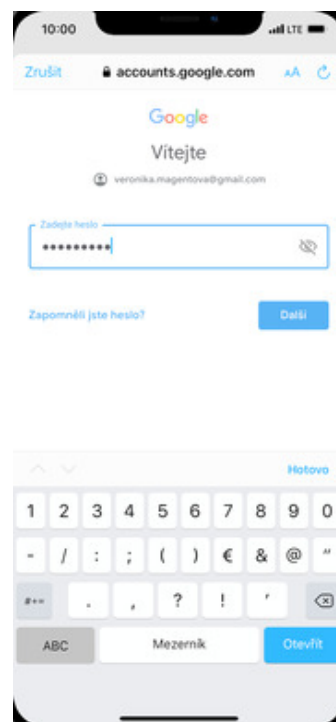 10:00 LTE
Zrušit accounts.google.com AA
Google
Vítejte
veronika.magentova@gmail.com
Zadejte heslo
•••••••••
Zapomněli jste heslo? Další
Hotovo
1 2 3 4 5 6 7 8 9 0
- / : ; ( ) € & @ "
#+= . , ? ! '
ABC Mezerník Otevřít